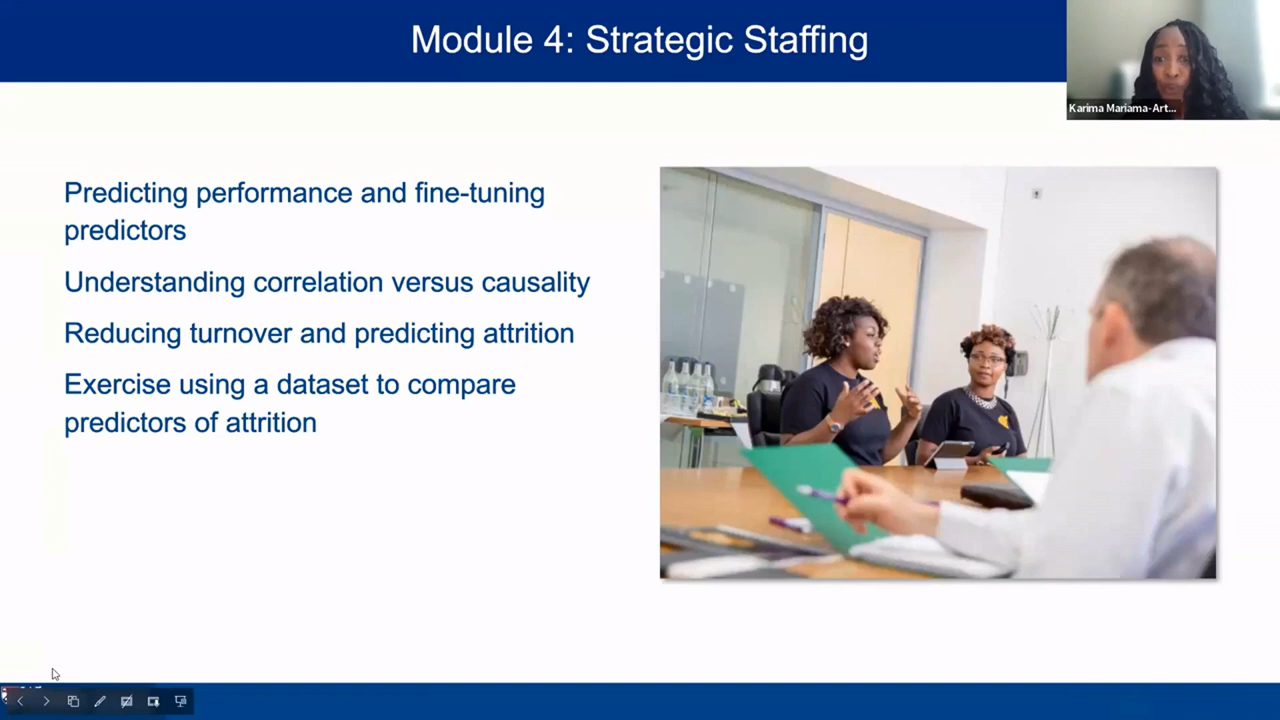 Module 4: Strategic Staffing
Karima Mariama-Art...
Predicting performance and fine-tuning
predictors
Understanding correlation versus causality
Reducing turnover and predicting attrition
Exercise using a dataset to compare
predictors of attrition